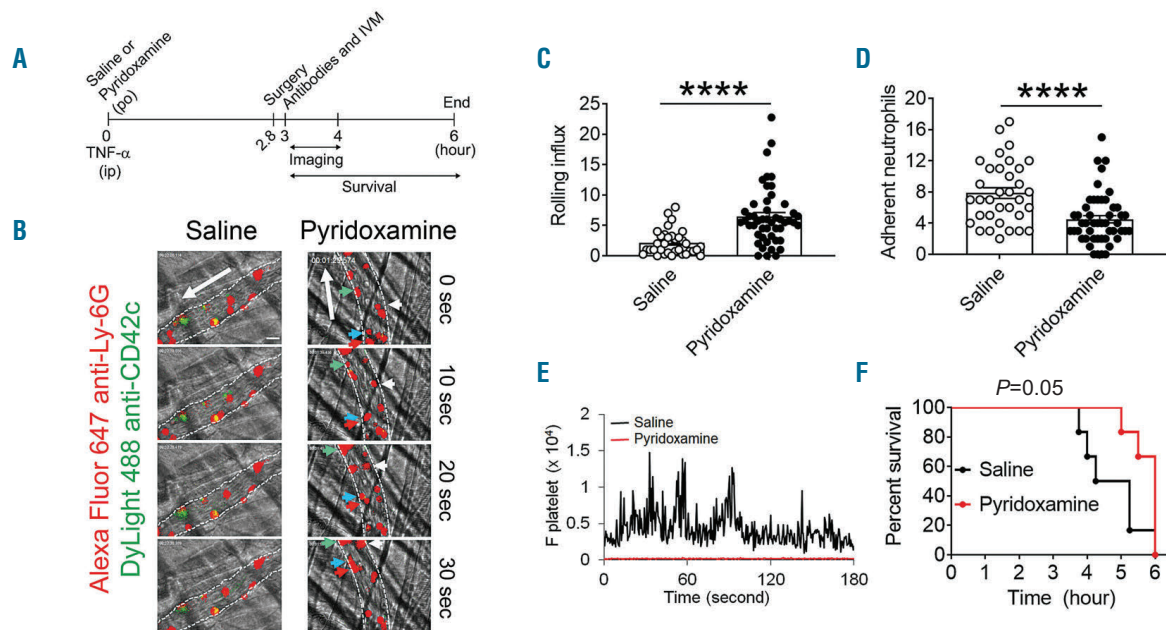 A
Saline or
Pyridoxamine
(po)
Surgery
Antibodies and IVM
End
0
2.8
3
4
6
TNF-α
(ip)
(hour)
Imaging
Survival
B
Saline
Pyridoxamine
Alexa Fluor 647 anti-Ly-6G
DyLight 488 anti-CD42c
0 sec
10 sec
20 sec
30 sec
C
****
Rolling influx
25
20
15
10
5
0
Saline
Pyridoxamine
D
****
Adherent neutrophils
20
16
12
8
4
0
Saline
Pyridoxamine
E
F platelet (x 10⁴)
2
1.5
1
0.5
0
Saline
Pyridoxamine
0 60 120 180
Time (second)
F
P=0.05
Percent survival
100
80
60
40
20
0
Saline
Pyridoxamine
0 1 2 3 4 5 6
Time (hour)